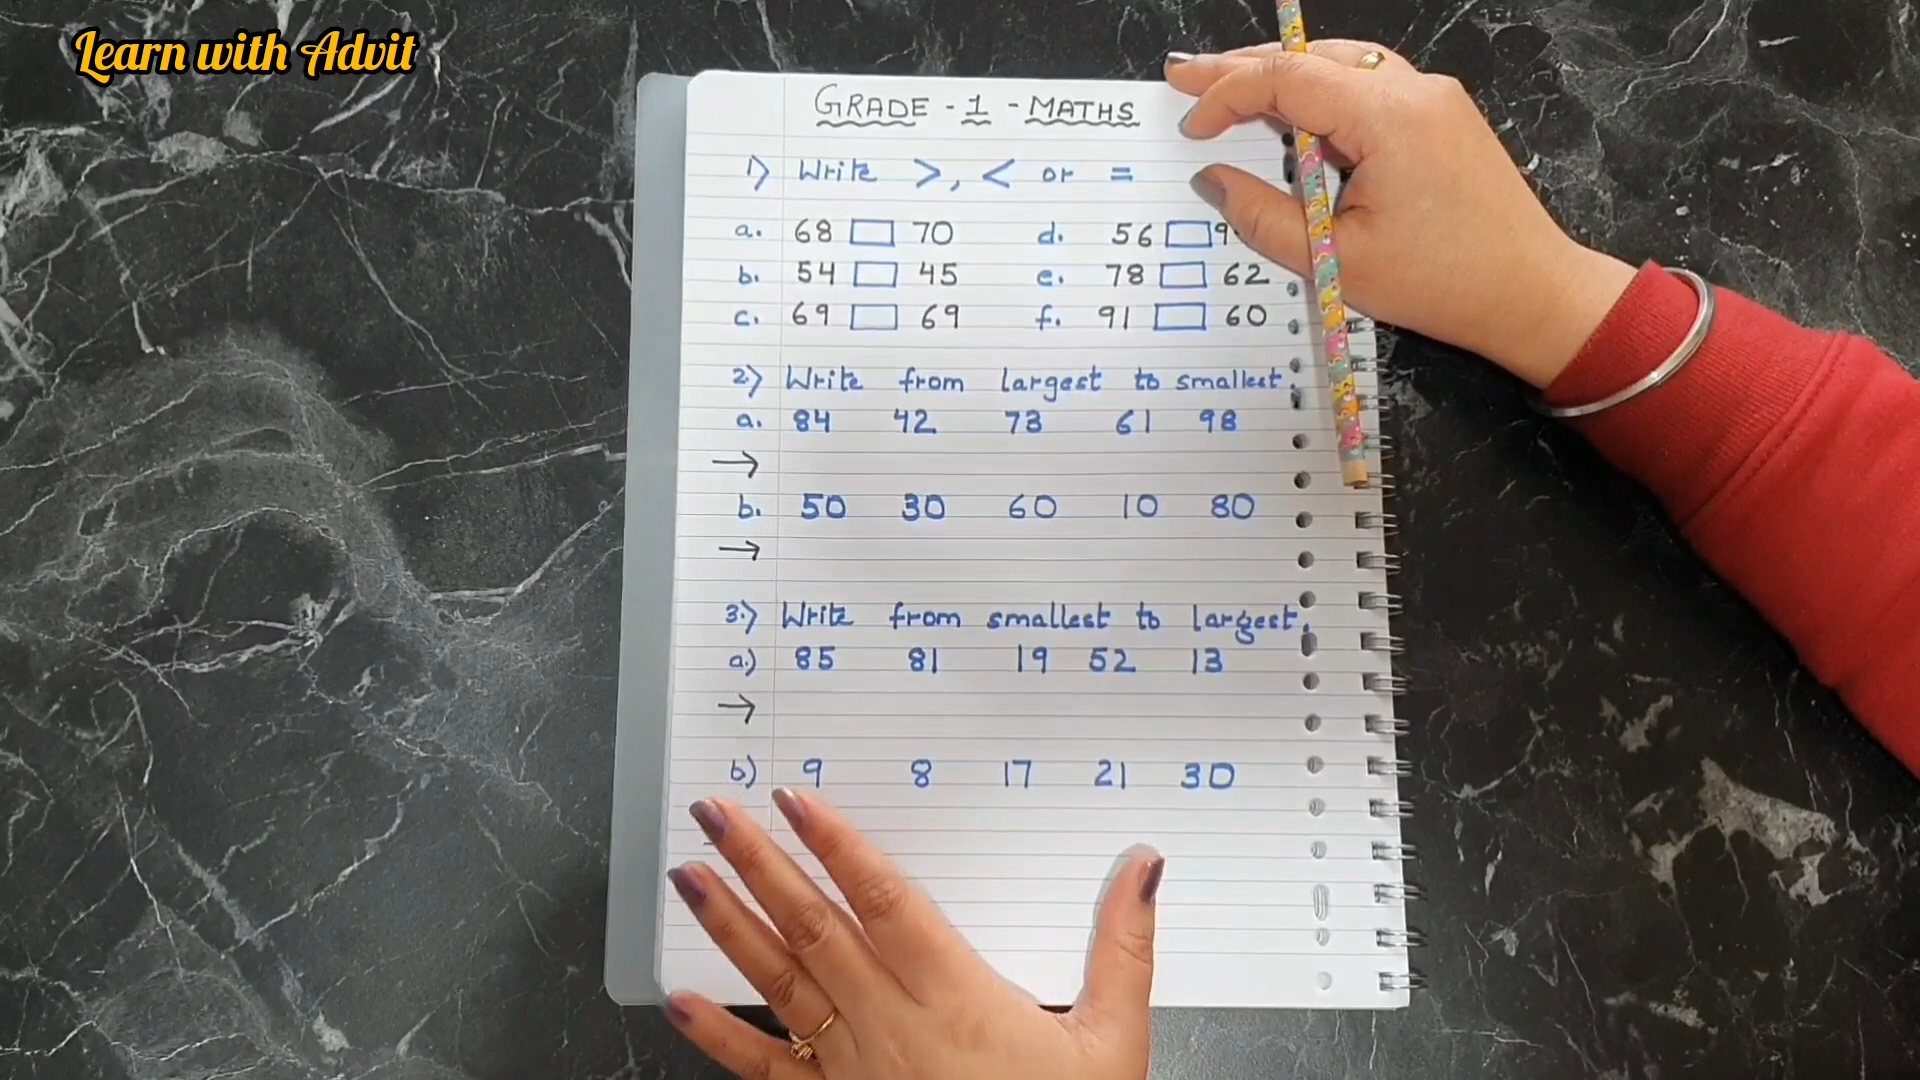 Learn with Advit
GRADE - 1 - MATHS
1) Write >, < or =
a. 68 70 d. 56
b. 54 45 e. 78 62
c. 69 69 f. 91 60
2.) Write from largest to smallest.
a. 84 42 73 61 98
→
b. 50 30 60 10 80
→
3.) Write from smallest to largest.
a.) 85 81 19 52 13
→
b) 9 8 17 21 30